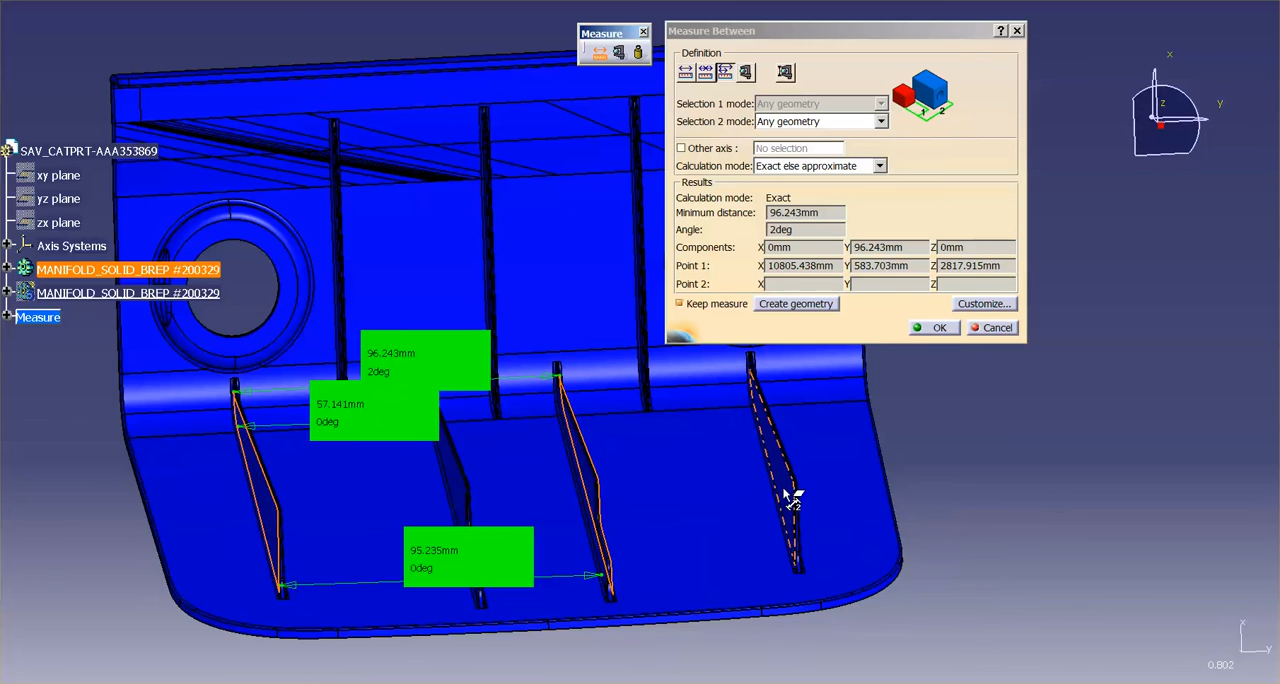 Measure
Measure Between
Definition
Selection 1 mode: Any geometry
Selection 2 mode: Any geometry
1 2
Other axis : No selection
Calculation mode: Exact else approximate
Results
Calculation mode: Exact
Minimum distance: 96.243mm
Angle: 2deg
Components: X 0mm Y 96.243mm Z 0mm
Point 1: X 10805.438mm Y 583.703mm Z 2817.915mm
Point 2: X Y Z
Keep measure Create geometry Customize...
OK Cancel
x
y
z
SAV_CATPRT-AAA353869
xy plane
yz plane
zx plane
Axis Systems
MANIFOLD_SOLID_BREP #200329
MANIFOLD_SOLID_BREP #200329
Measure
96.243mm
2deg
57.141mm
0deg
95.235mm
0deg
x
y
0.802